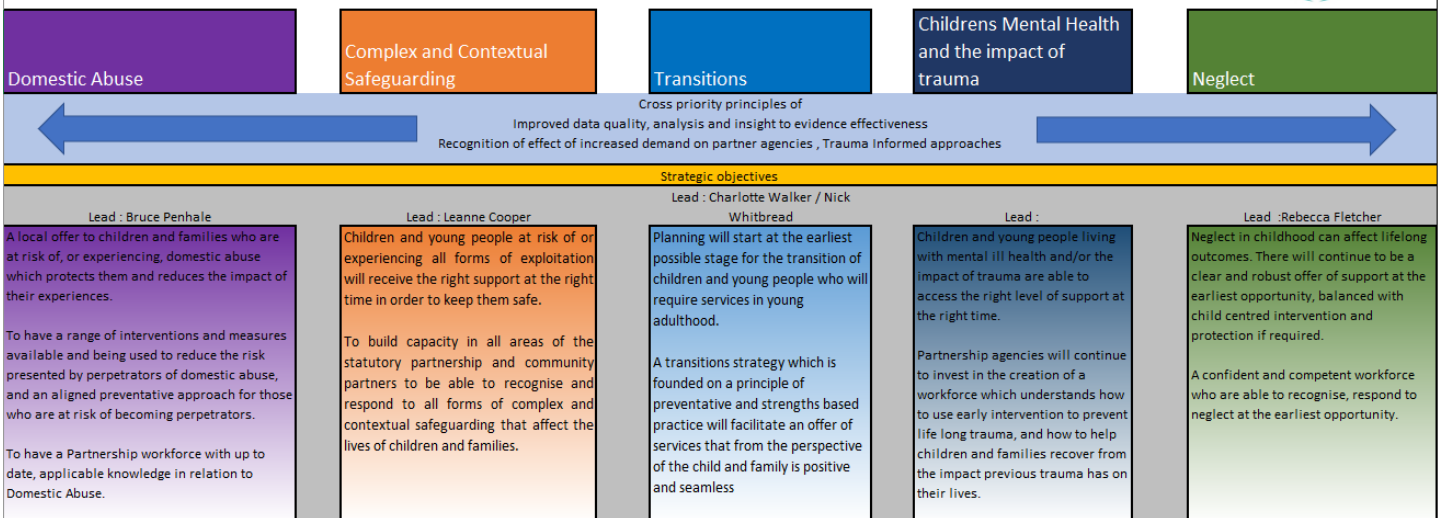 Domestic Abuse
Complex and Contextual
Safeguarding
Transitions
Childrens Mental Health
and the impact of
trauma
Neglect
Cross priority principles of
Improved data quality, analysis and insight to evidence effectiveness
Recognition of effect of increased demand on partner agencies , Trauma Informed approaches
Strategic objectives
Lead : Bruce Penhale
Lead : Leanne Cooper
Lead : Charlotte Walker / Nick
Whitbread
Lead :
Lead :Rebecca Fletcher
A local offer to children and families who are
at risk of, or experiencing, domestic abuse
which protects them and reduces the impact of
their experiences.
To have a range of interventions and measures
available and being used to reduce the risk
presented by perpetrators of domestic abuse,
and an aligned preventative approach for those
who are at risk of becoming perpetrators.
To have a Partnership workforce with up to
date, applicable knowledge in relation to
Domestic Abuse.
Children and young people at risk of or
experiencing all forms of exploitation
will receive the right support at the right
time in order to keep them safe.
To build capacity in all areas of the
statutory partnership and community
partners to be able to recognise and
respond to all forms of complex and
contextual safeguarding that affect the
lives of children and families.
Planning will start at the earliest
possible stage for the transition of
children and young people who will
require services in young
adulthood.
A transitions strategy which is
founded on a principle of
preventative and strengths based
practice will facilitate an offer of
services that from the perspective
of the child and family is positive
and seamless
Children and young people living
with mental ill health and/or the
impact of trauma are able to
access the right level of support at
the right time.
Partnership agencies will continue
to invest in the creation of a
workforce which understands how
to use early intervention to prevent
life long trauma, and how to help
children and families recover from
the impact previous trauma has on
their lives.
Neglect in childhood can affect lifelong
outcomes. There will continue to be a
clear and robust offer of support at the
earliest opportunity, balanced with
child centred intervention and
protection if required.
A confident and competent workforce
who are able to recognise, respond to
neglect at the earliest opportunity.